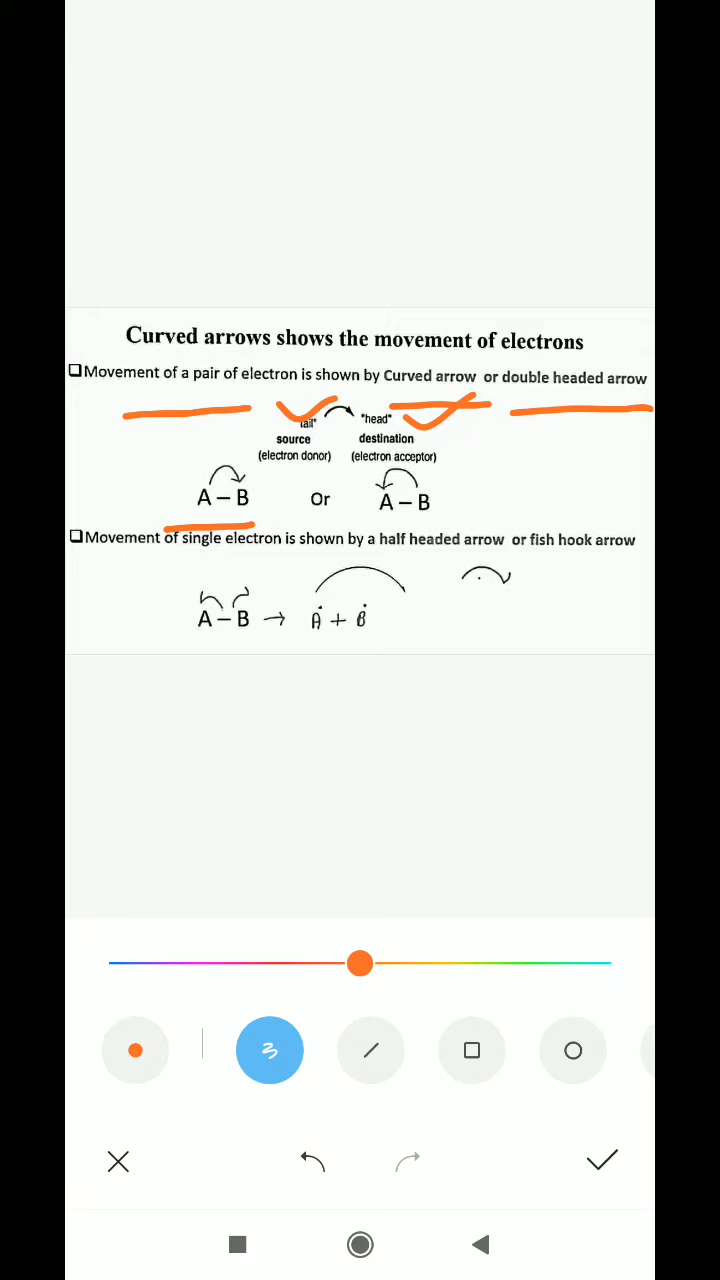 Curved arrows shows the movement of electrons
❑Movement of a pair of electron is shown by Curved arrow or double headed arrow
"tail" "head"
source destination
(electron donor) (electron acceptor)
A – B Or A – B
❑Movement of single electron is shown by a half headed arrow or fish hook arrow
A – B → Ȧ + Ḃ